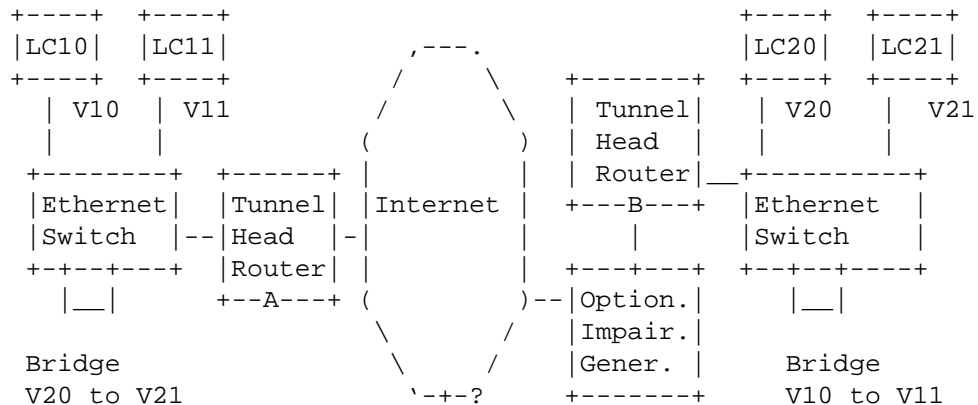 LC10 LC11 LC20 LC21
V10 V11 Tunnel V20 V21
Head
Router
Ethernet Tunnel Internet B Ethernet
Switch Head Switch
Router
A Option.
Impair.
Bridge Gener. Bridge
V20 to V21 V10 to V11